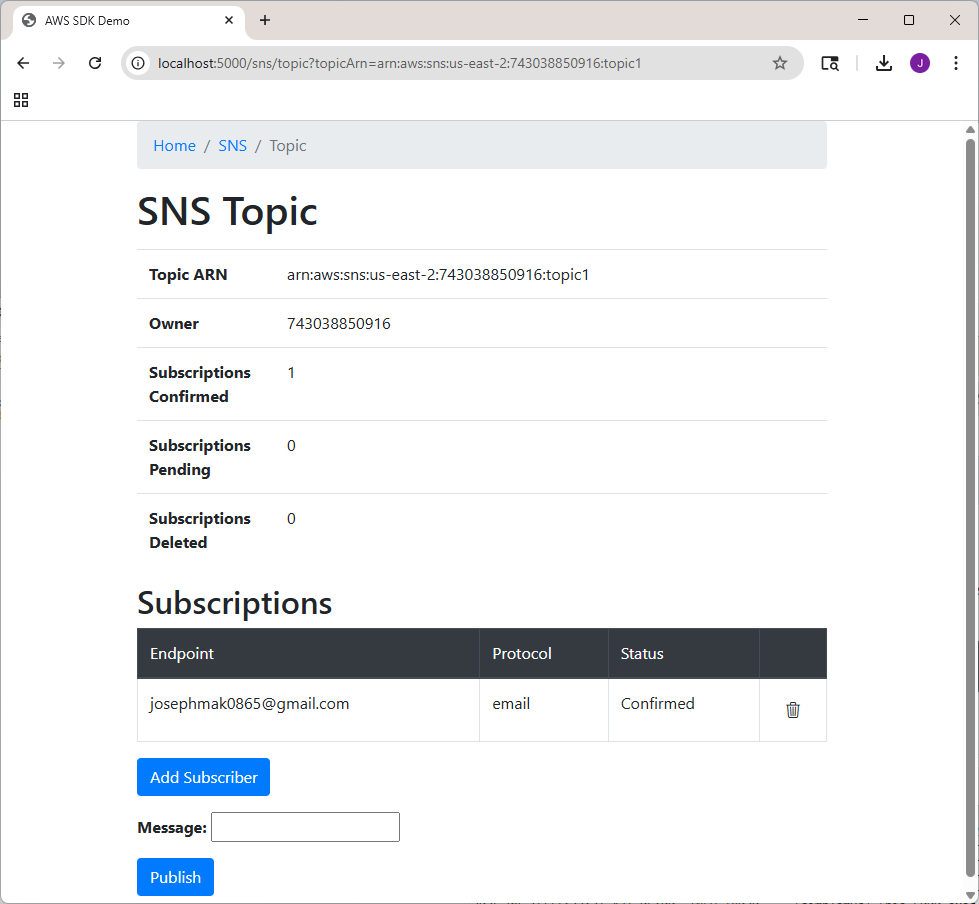 AWS SDK Demo
localhost:5000/sns/topic?topicArn=arn:aws:sns:us-east-2:743038850916:topic1
J
Home / SNS / Topic
SNS Topic
Topic ARN arn:aws:sns:us-east-2:743038850916:topic1
Owner 743038850916
Subscriptions 1
Confirmed
Subscriptions 0
Pending
Subscriptions 0
Deleted
Subscriptions
Endpoint Protocol Status
josephmak0865@gmail.com email Confirmed
Add Subscriber
Message:
Publish